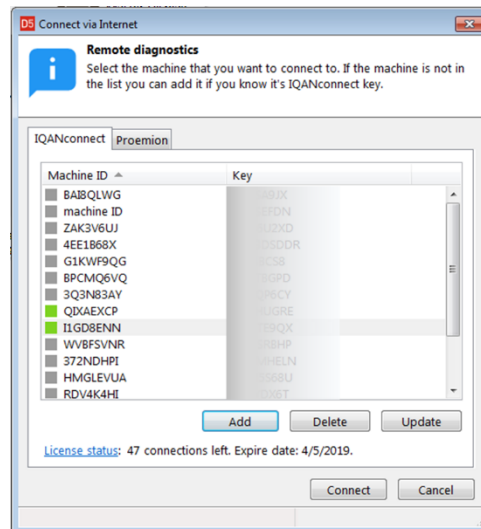 D5 Connect via Internet
Remote diagnostics
Select the machine that you want to connect to. If the machine is not in
the list you can add it if you know it's IQANconnect key.
IQANconnect Proemion
Machine ID Key
BAI8QLWG
machine ID
ZAK3V6UJ
4EE1B68X
G1KWF9QG
BPCMQ6VQ
3Q3N83AY
QIXAEXCP
I1GD8ENN
WVBFSVNR
372NDHPI
HMGLEVUA
RDV4K4HI
Add Delete Update
License status: 47 connections left. Expire date: 4/5/2019.
Connect Cancel